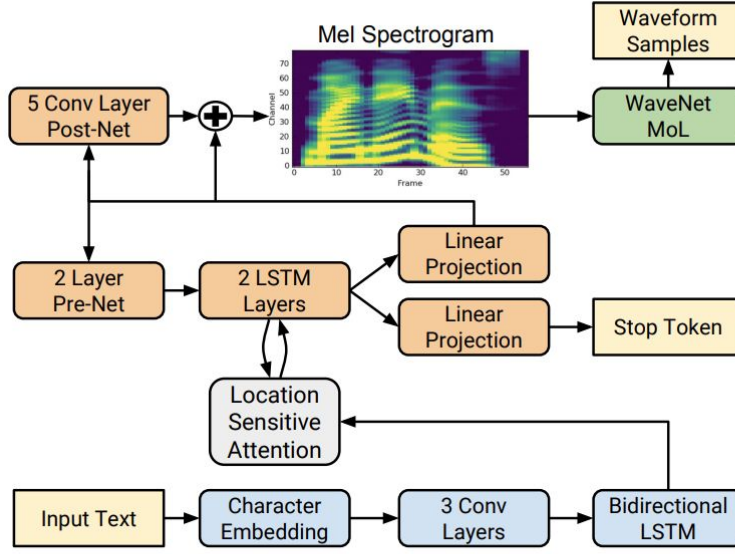 Mel Spectrogram
Waveform
Samples
5 Conv Layer
Post-Net
70
60
50
40
30
20
10
0
Channel
0
10
20
30
40
50
Frame
WaveNet
MoL
2 Layer
Pre-Net
2 LSTM
Layers
Linear
Projection
Linear
Projection
Stop Token
Location
Sensitive
Attention
Input Text
Character
Embedding
3 Conv
Layers
Bidirectional
LSTM